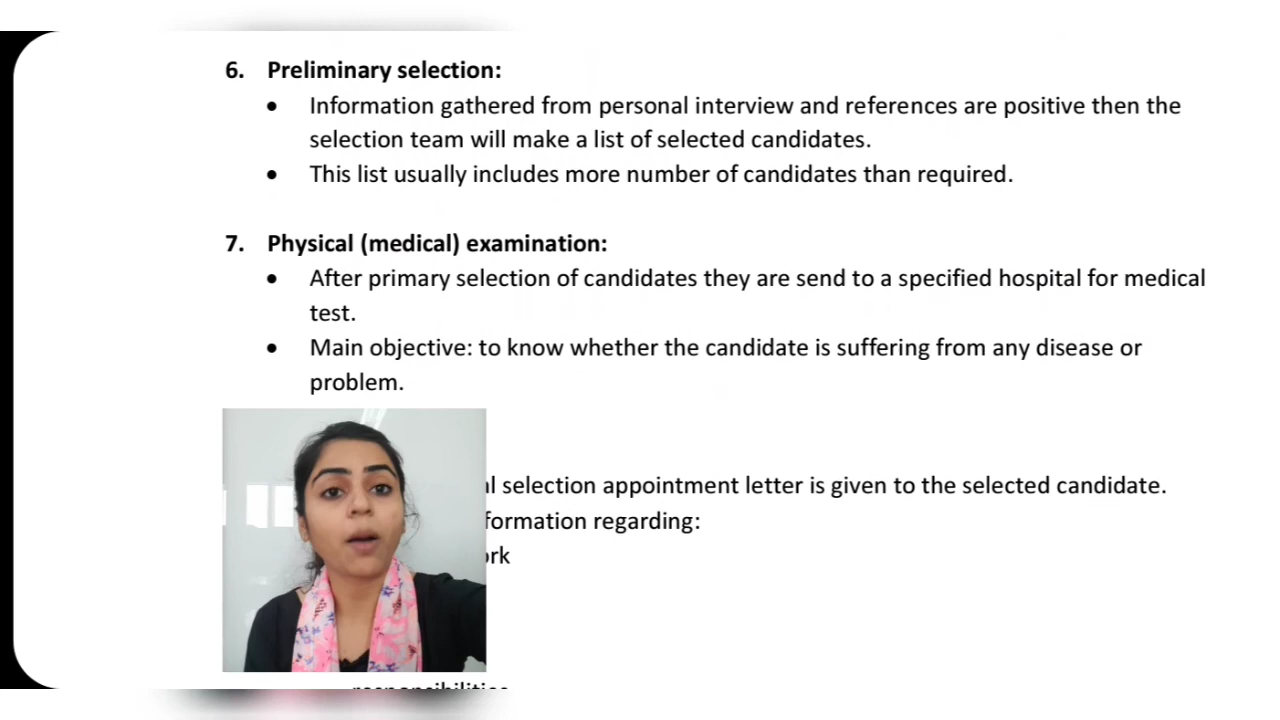 6. Preliminary selection:
• Information gathered from personal interview and references are positive then the
selection team will make a list of selected candidates.
• This list usually includes more number of candidates than required.
7. Physical (medical) examination:
• After primary selection of candidates they are send to a specified hospital for medical
test.
• Main objective: to know whether the candidate is suffering from any disease or
problem.
selection appointment letter is given to the selected candidate.
regarding: